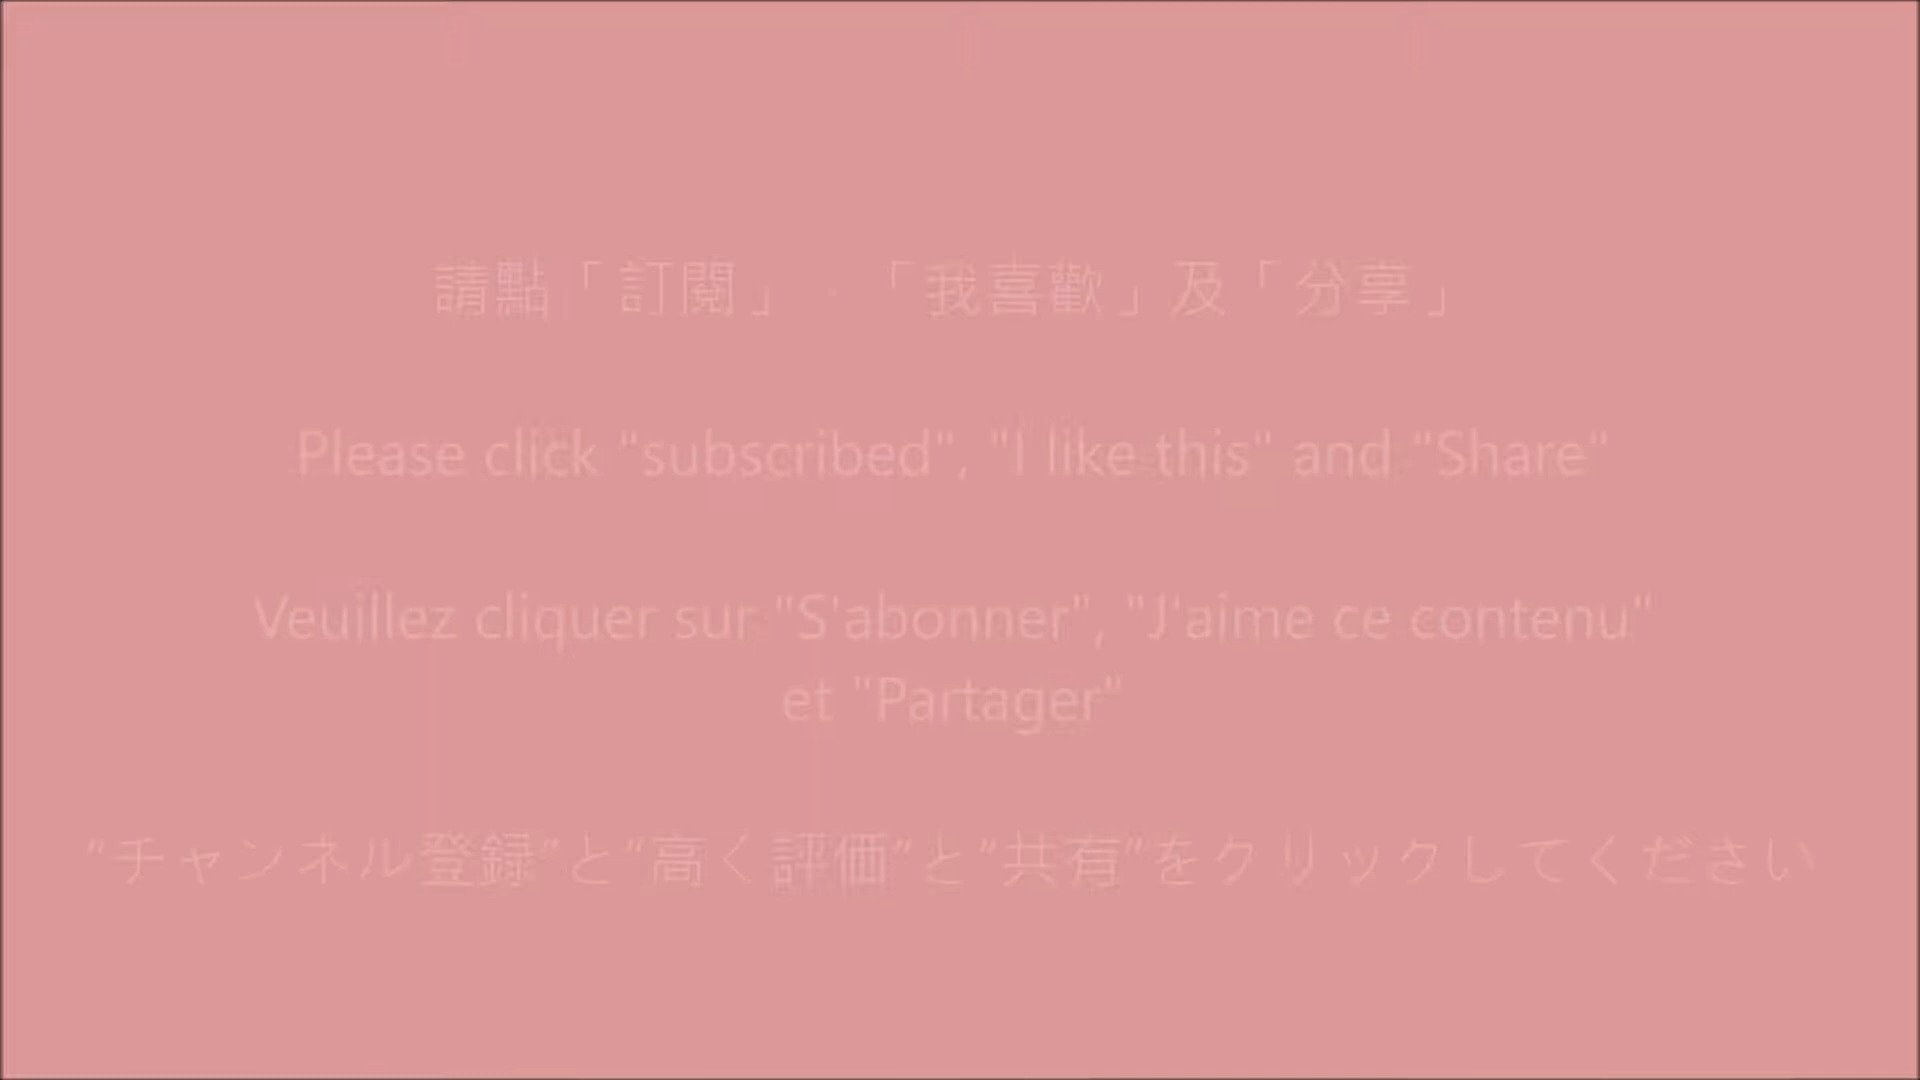 請點「訂閱」、「我喜歡」及「分享」
Please click "subscribed", "I like this" and "Share"
Veuillez cliquer sur "S'abonner", "J'aime ce contenu"
et "Partager"
“チャンネル登録”と“高く評価”と“共有”をクリックしてください